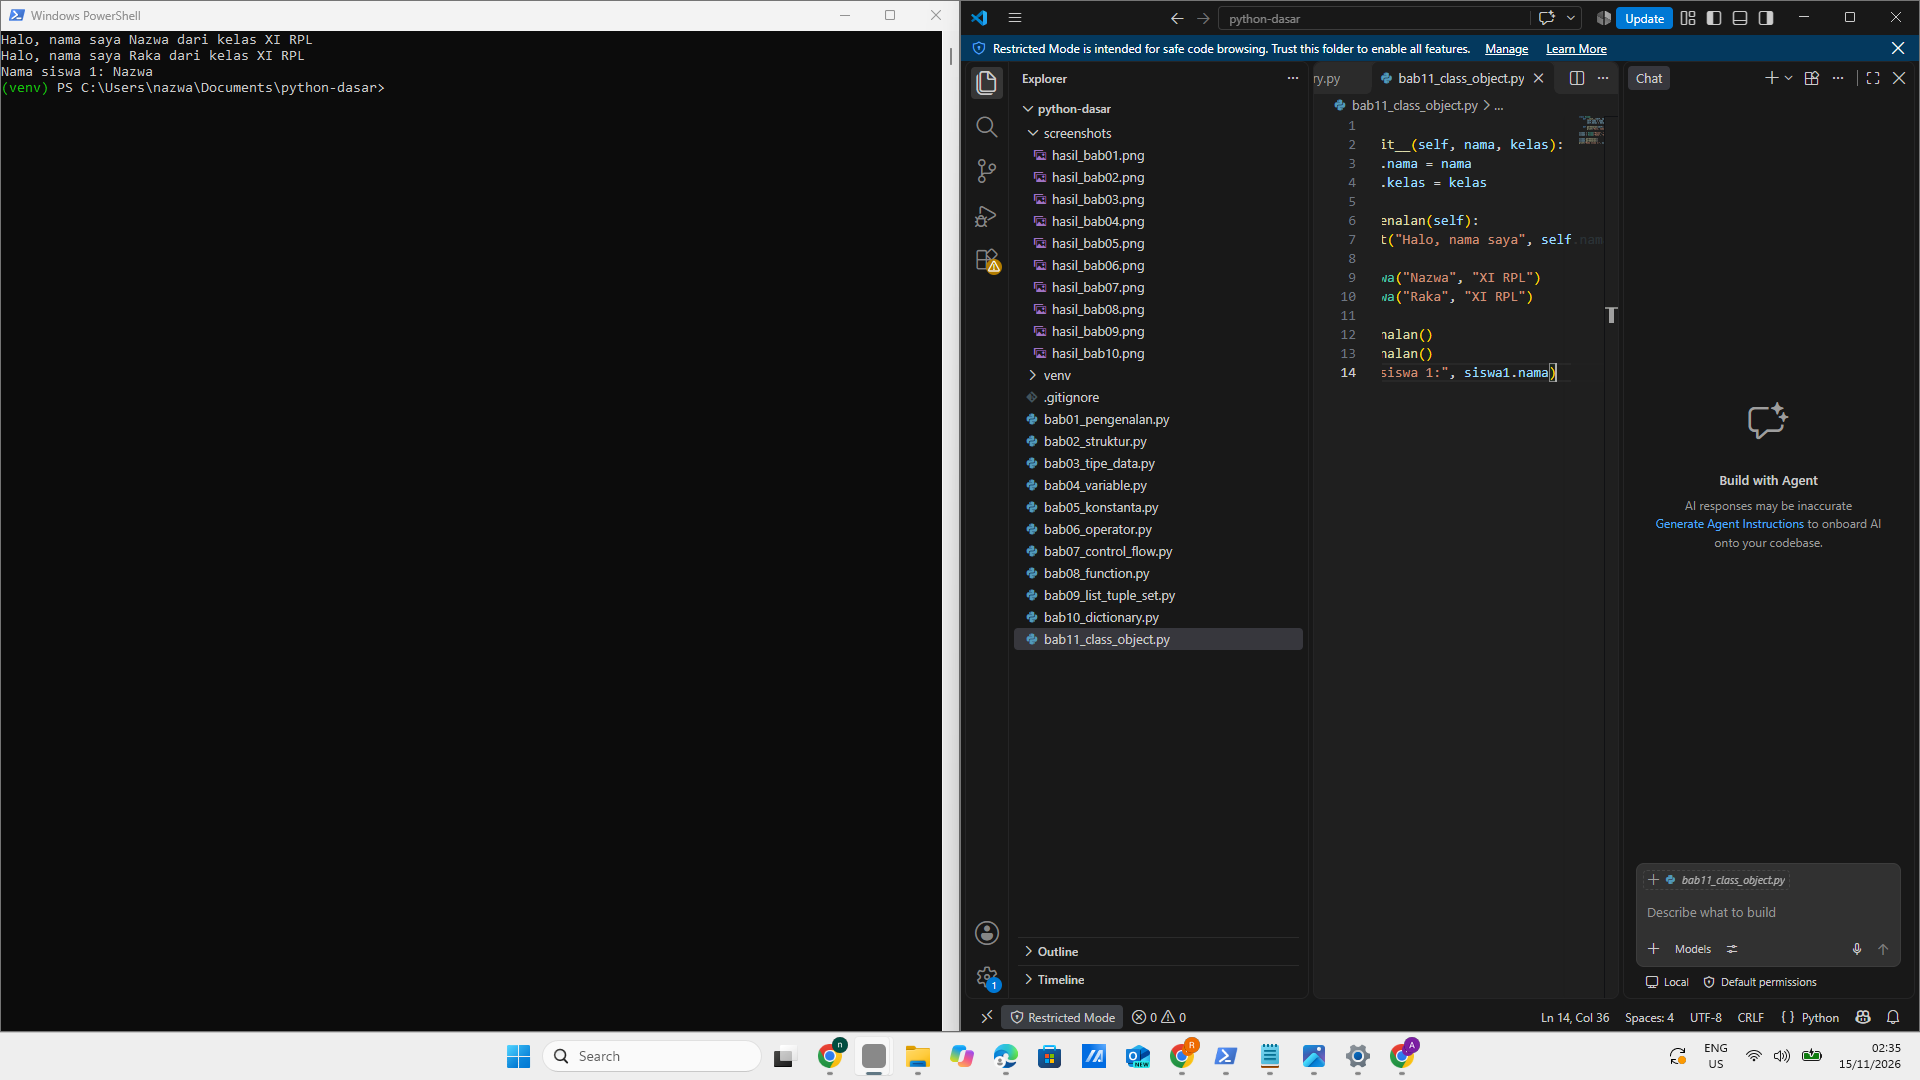 Windows PowerShell
Halo, nama saya Nazwa dari kelas XI RPL
Halo, nama saya Raka dari kelas XI RPL
Nama siswa 1: Nazwa
(venv) PS C:\Users\nazwa\Documents\python-dasar>
python-dasar
Update
Restricted Mode is intended for safe code browsing. Trust this folder to enable all features. Manage Learn More
Explorer
python-dasar
screenshots
hasil_bab01.png
hasil_bab02.png
hasil_bab03.png
hasil_bab04.png
hasil_bab05.png
hasil_bab06.png
hasil_bab07.png
hasil_bab08.png
hasil_bab09.png
hasil_bab10.png
venv
.gitignore
bab01_pengenalan.py
bab02_struktur.py
bab03_tipe_data.py
bab04_variable.py
bab05_konstanta.py
bab06_operator.py
bab07_control_flow.py
bab08_function.py
bab09_list_tuple_set.py
bab10_dictionary.py
bab11_class_object.py
Outline
Timeline
ry.py bab11_class_object.py
bab11_class_object.py > ...
1
2 it__(self, nama, kelas):
3 .nama = nama
4 .kelas = kelas
5
6 enalan(self):
7 t("Halo, nama saya", self.nam
8
9 wa("Nazwa", "XI RPL")
10 wa("Raka", "XI RPL")
11
12 nalan()
13 nalan()
14 siswa 1:", siswa1.nama)
Chat
Build with Agent
AI responses may be inaccurate
Generate Agent Instructions to onboard AI
onto your codebase.
bab11_class_object.py
Describe what to build
Models
Local Default permissions
Restricted Mode 0 0 Ln 14, Col 36 Spaces: 4 UTF-8 CRLF { } Python
1
Search
n
NEW
R
A
ENG
US
02:35
15/11/2026